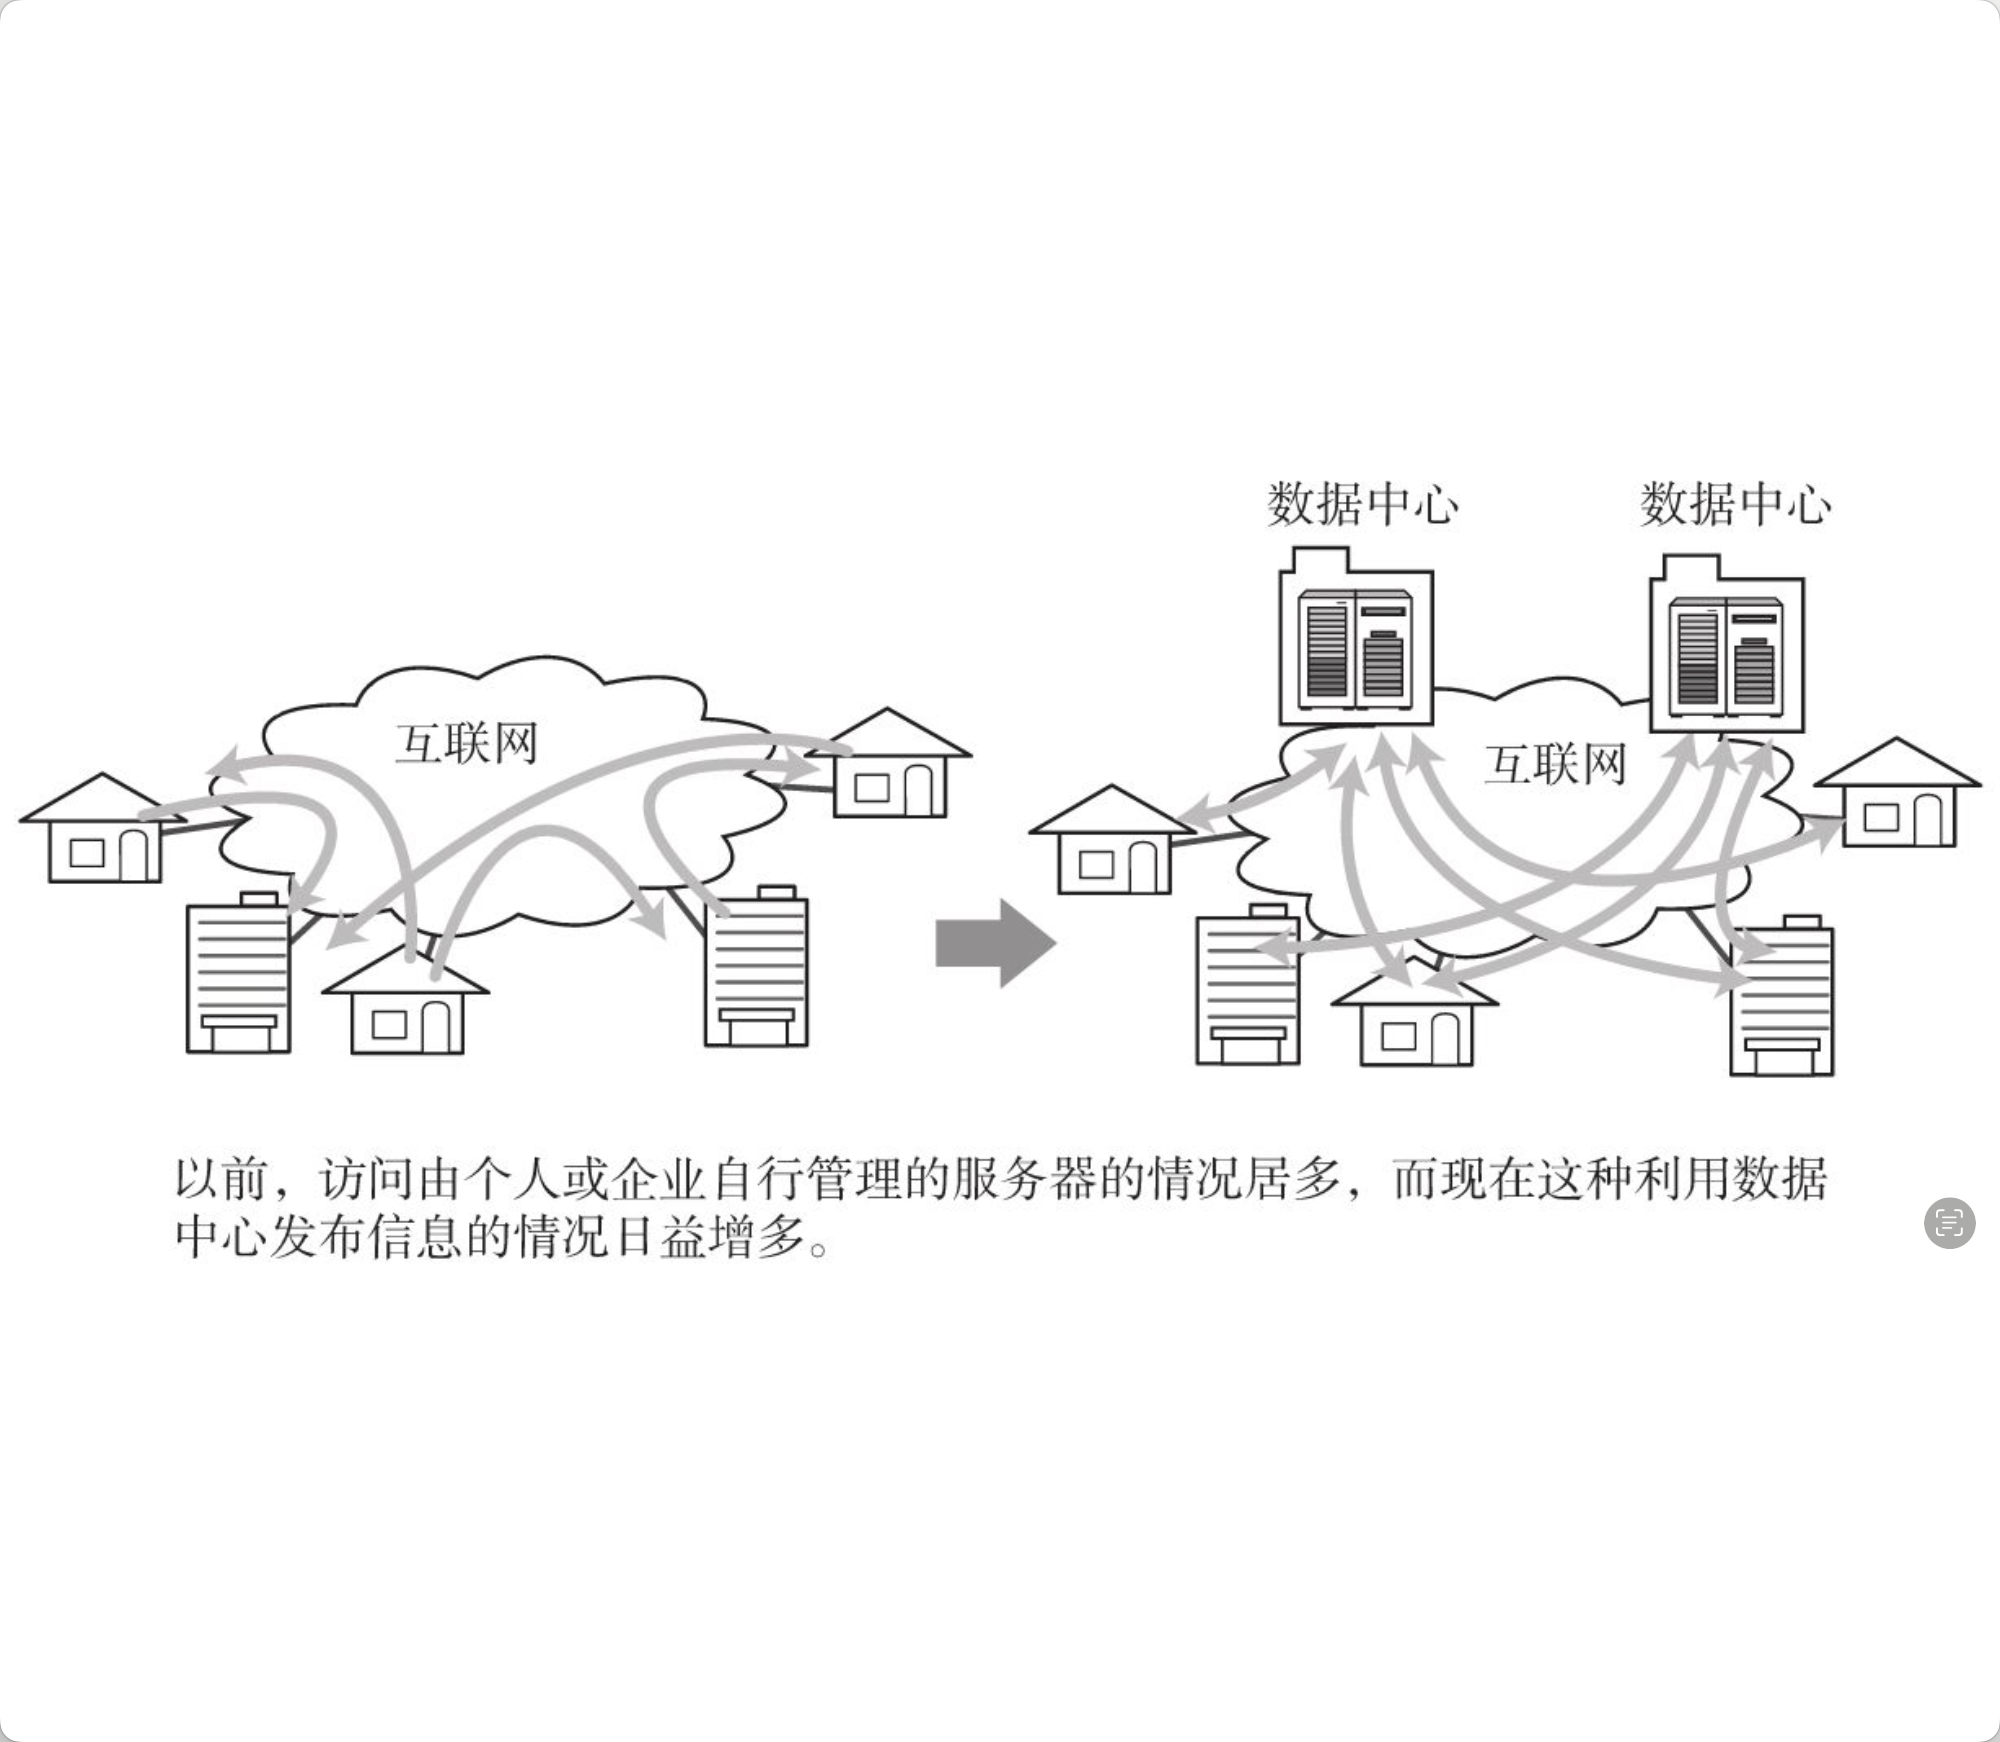 数据中心
数据中心
互联网
互联网
以前，访问由个人或企业自行管理的服务器的情况居多，而现在这种利用数据
中心发布信息的情况日益增多。